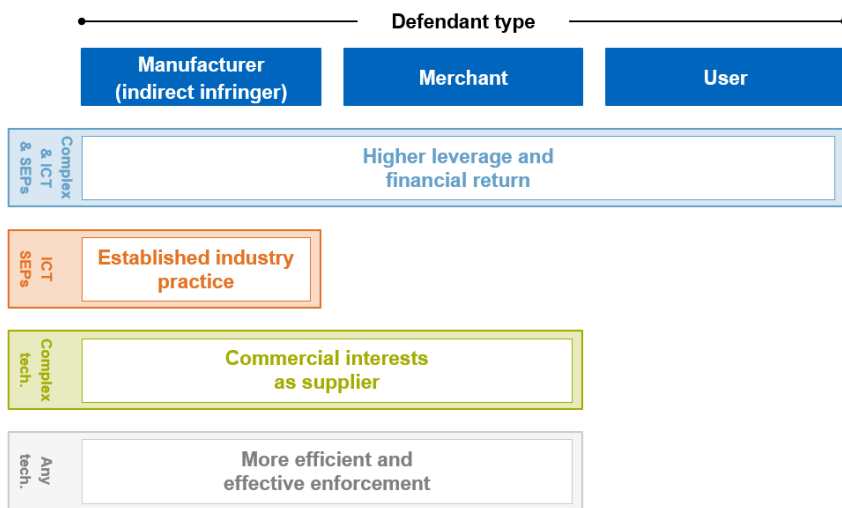 Defendant type
Manufacturer
(indirect infringer)
Merchant
User
Complex
& ICT
& SEPs
Higher leverage and
financial return
ICT
SEPs
Established industry
practice
Complex
tech.
Commercial interests
as supplier
Any
tech.
More efficient and
effective enforcement